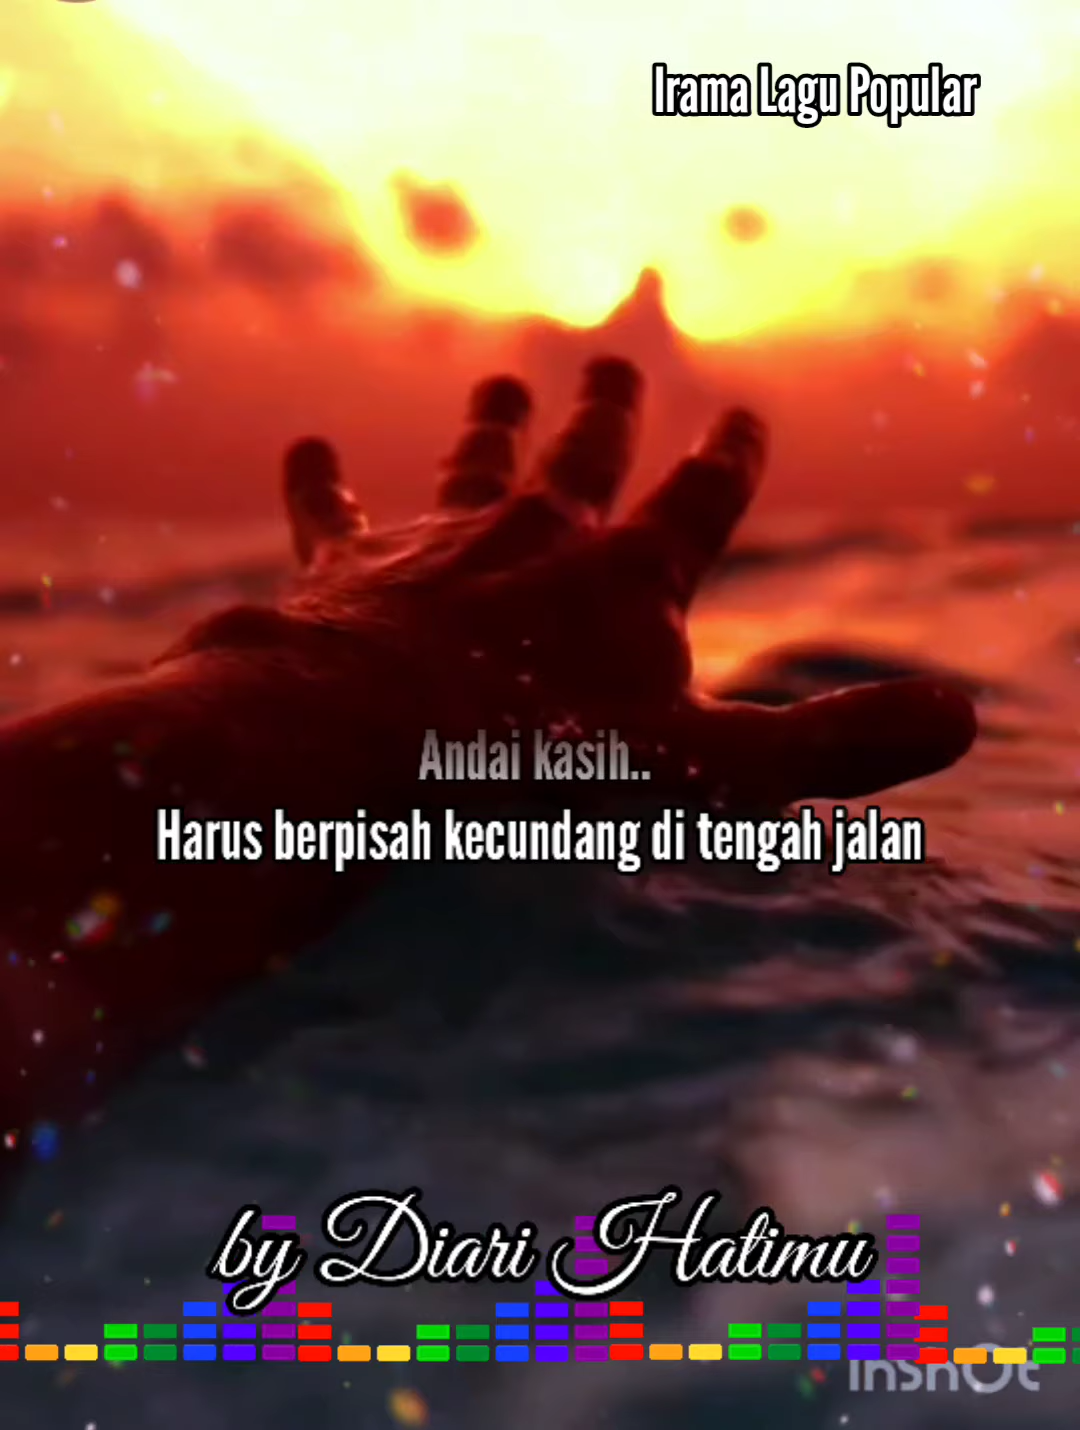 Irama Lagu Popular
Andai kasih..
Harus berpisah kecundang di tengah jalan
by Diari Hatimu
InShOt